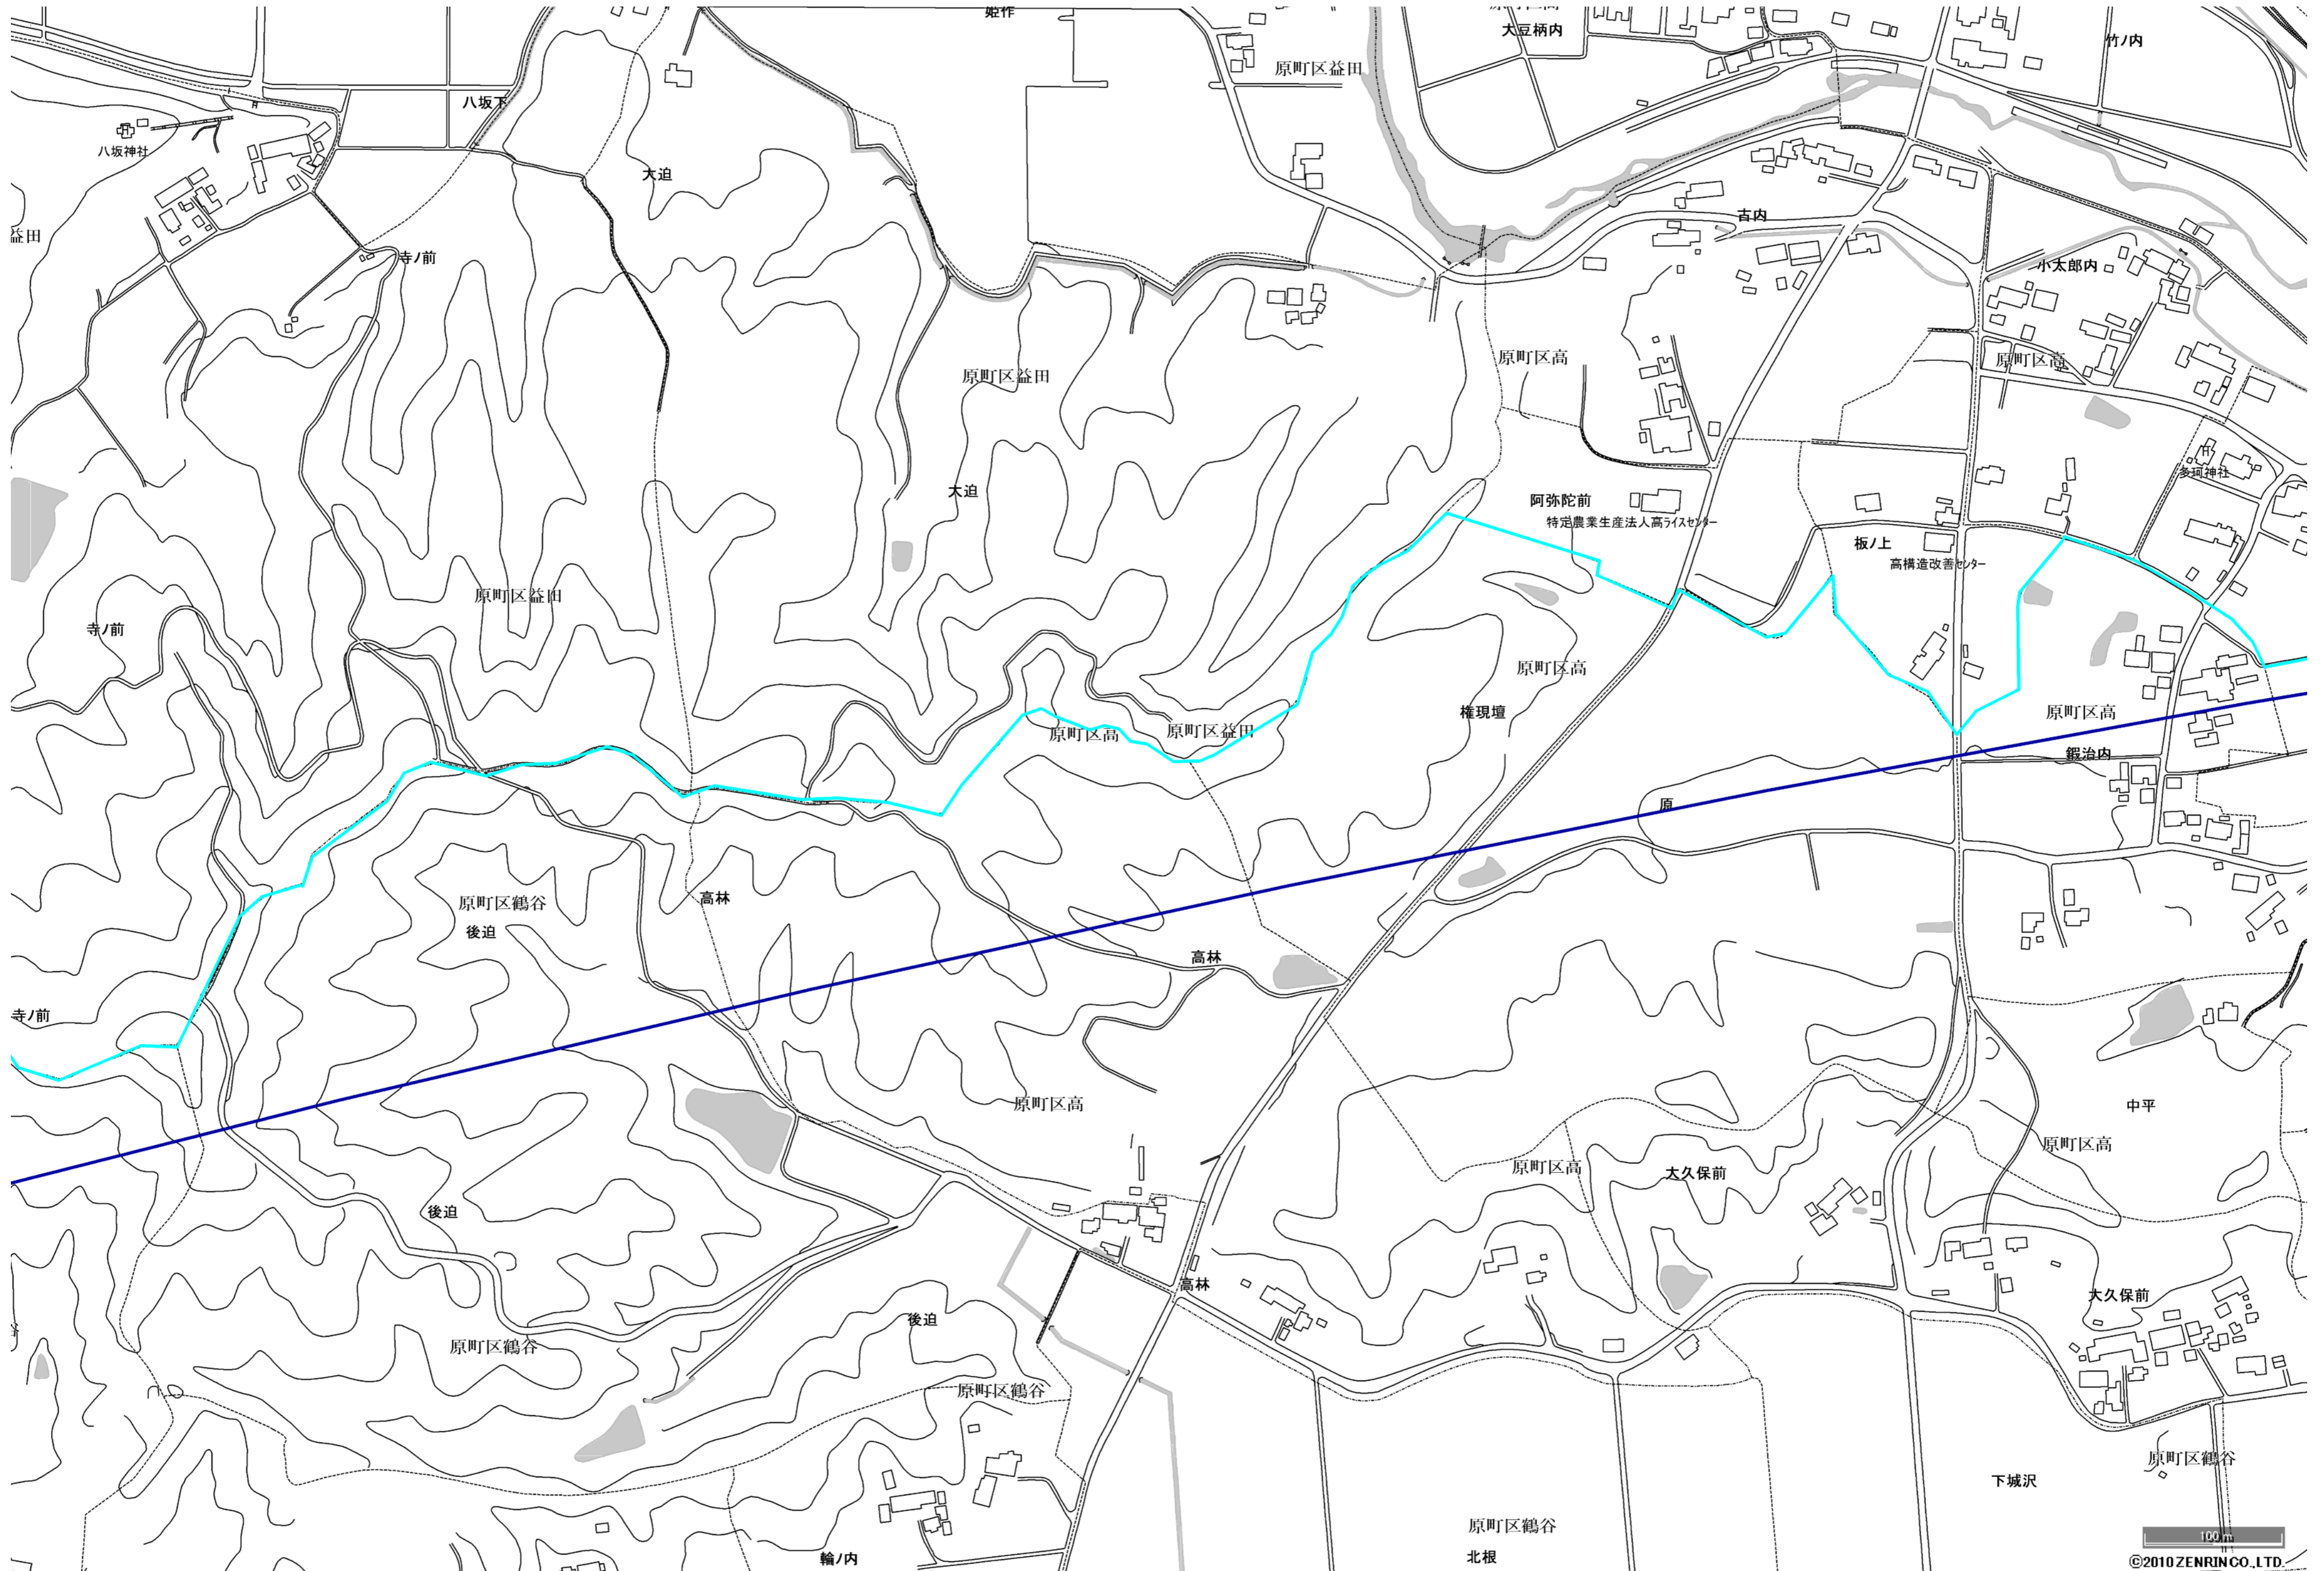 姫作
大豆柄内
竹ノ内
原町区益田
八坂下
八坂神社
大迫
古内
益田
寺ノ前
小太郎内
原町区高
原町区高
原町区益田
多珂神社
大迫
阿弥陀前
特定農業生産法人高ライスセンター
板ノ上
高構造改善センター
原町区益田
寺ノ前
原町区高
権現壇
原町区高
原町区益田
原町区高
鍛治内
原
高林
原町区鶴谷
後迫
高林
寺ノ前
原町区高
中平
原町区高
原町区高
大久保前
後迫
高林
大久保前
後迫
原町区鶴谷
原町区鶴谷
原町区鶴谷
下城沢
原町区鶴谷
北根
輪ノ内
100 m
©2010 ZENRIN CO., LTD.